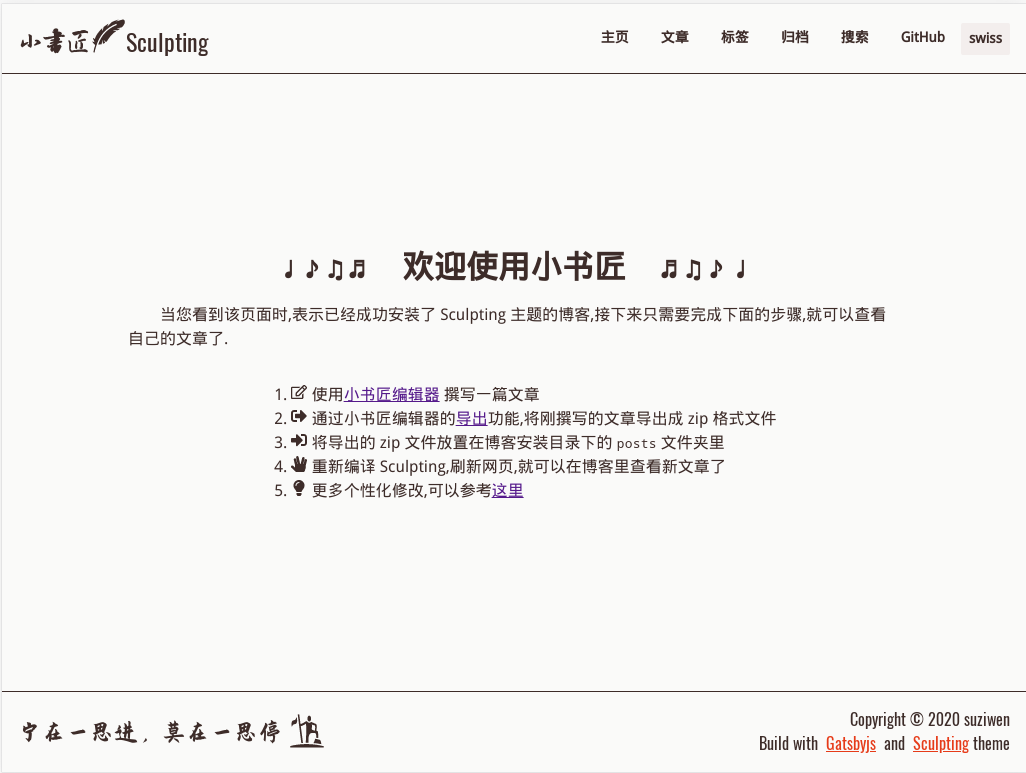 小书匠 Sculpting
主页 文章 标签 归档 搜索 GitHub swiss
♩ ♪ ♫ ♬ 欢迎使用小书匠 ♬ ♫ ♪ ♩
当您看到该页面时,表示已经成功安装了 Sculpting 主题的博客,接下来只需要完成下面的步骤,就可以查看
自己的文章了.
1. 使用小书匠编辑器 撰写一篇文章
2. 通过小书匠编辑器的导出功能,将刚撰写的文章导出成 zip 格式文件
3. 将导出的 zip 文件放置在博客安装目录下的 posts 文件夹里
4. 重新编译 Sculpting,刷新网页,就可以在博客里查看新文章了
5. 更多个性化修改,可以参考这里
宁在一思进, 莫在一思停
Copyright © 2020 suziwen
Build with Gatsbyjs and Sculpting theme